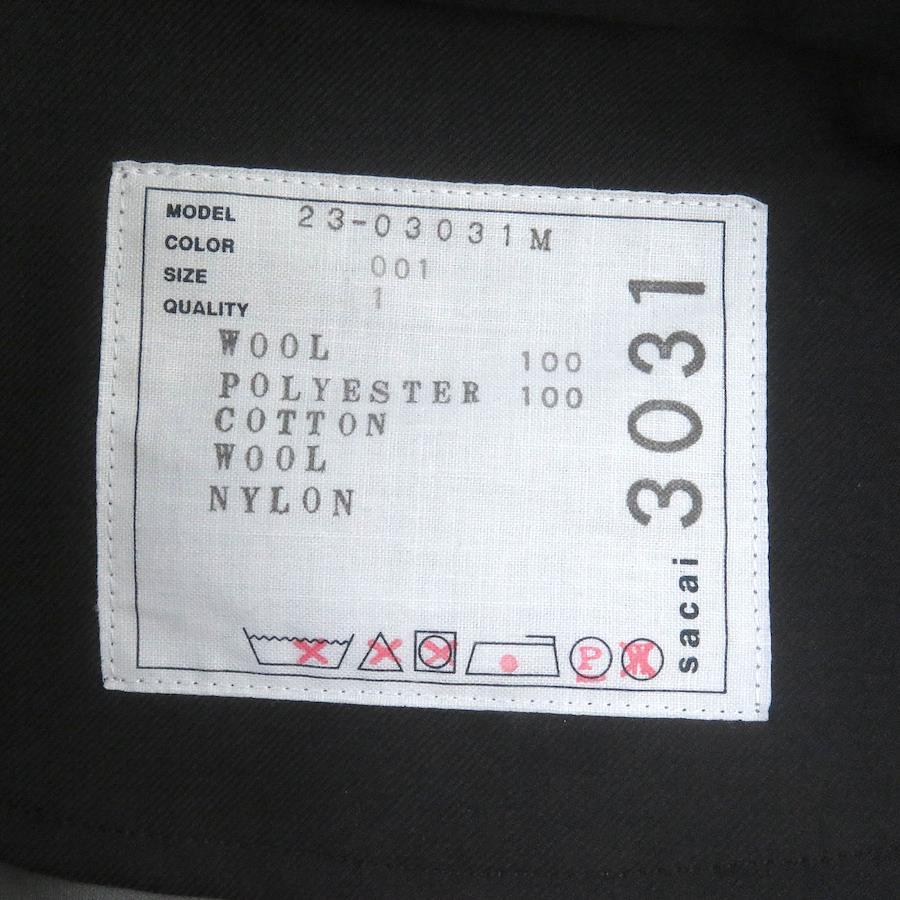 MODEL 23-03031M
COLOR 001
SIZE 1
QUALITY
WOOL 100
POLYESTER 100
COTTON
WOOL
NYLON
P W
sacai 3031